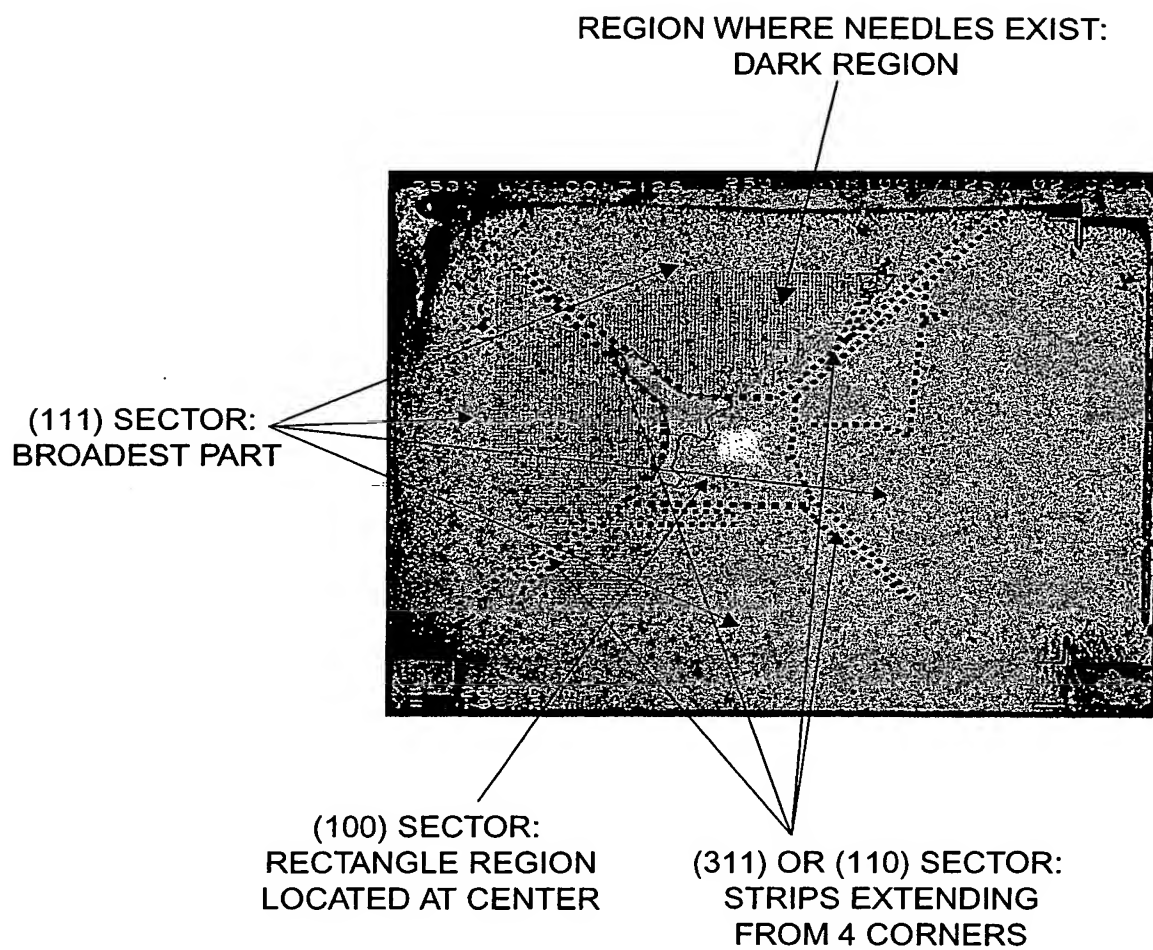 REGION WHERE NEEDLES EXIST:
DARK REGION
(111) SECTOR:
BROADEST PART
(100) SECTOR:
RECTANGLE REGION
LOCATED AT CENTER
(311) OR (110) SECTOR:
STRIPS EXTENDING
FROM 4 CORNERS